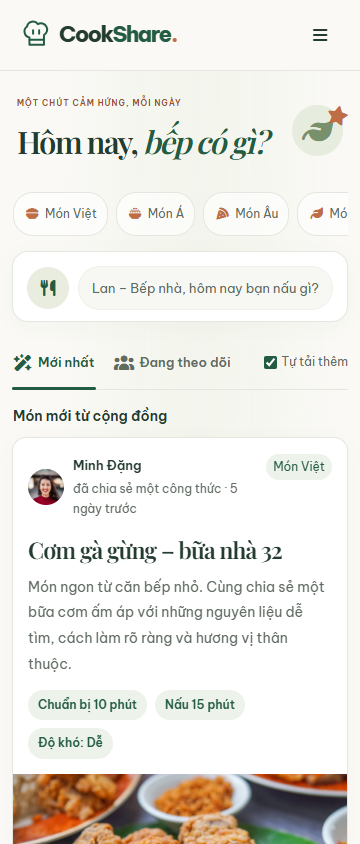 CookShare.
MỘT CHÚT CẢM HỨNG, MỖI NGÀY
Hôm nay, bếp có gì?
Món Việt
Món Á
Món Âu
Mó
Lan – Bếp nhà, hôm nay bạn nấu gì?
Mới nhất
Đang theo dõi
Tự tải thêm
Món mới từ cộng đồng
Minh Đặng
đã chia sẻ một công thức · 5
ngày trước
Món Việt
Cơm gà gừng – bữa nhà 32
Món ngon từ căn bếp nhỏ. Cùng chia sẻ một
bữa cơm ấm áp với những nguyên liệu dễ
tìm, cách làm rõ ràng và hương vị thân
thuộc.
Chuẩn bị 10 phút
Nấu 15 phút
Độ khó: Dễ